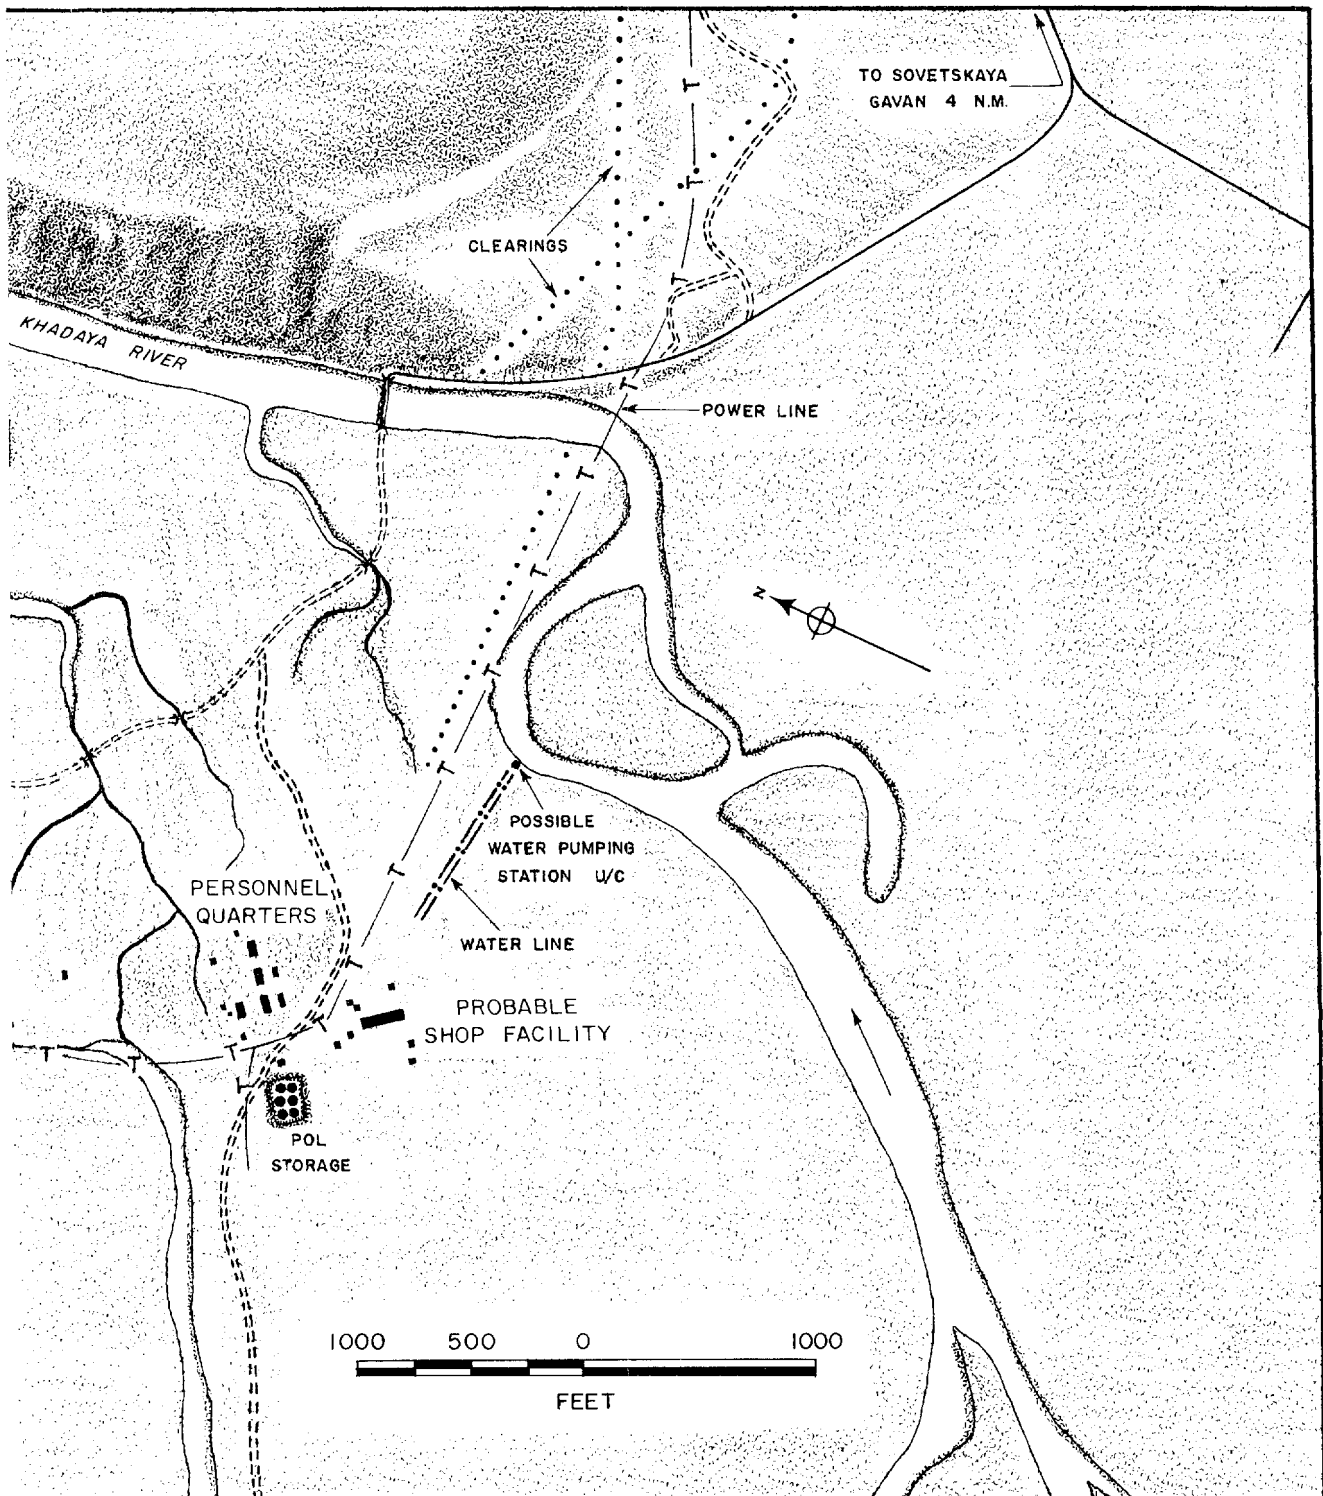 TO SOVETSKAYA
GAVAN 4 N.M.
CLEARINGS
KHADAYA RIVER
POWER LINE
N
POSSIBLE
WATER PUMPING
STATION U/C
PERSONNEL
QUARTERS
WATER LINE
PROBABLE
SHOP FACILITY
POL
STORAGE
1000 500 0 1000
FEET